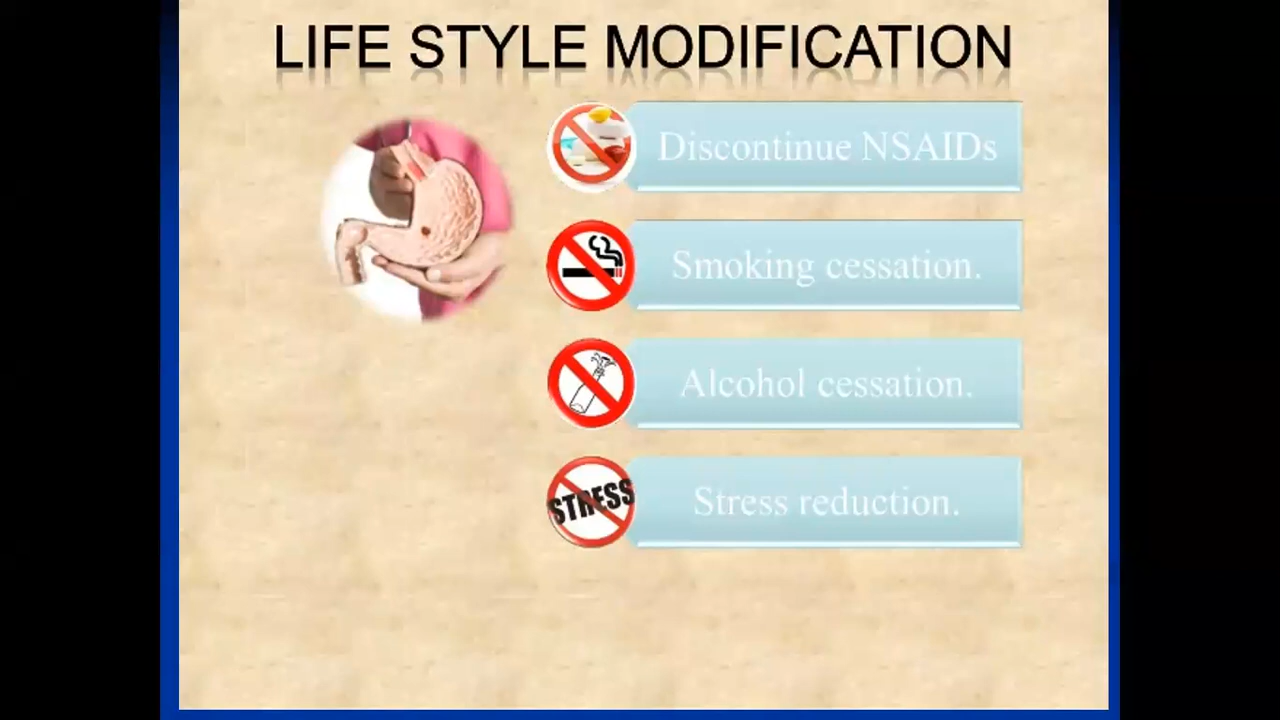 LIFE STYLE MODIFICATION
Discontinue NSAIDs
Smoking cessation.
Alcohol cessation.
STRESS
Stress reduction.